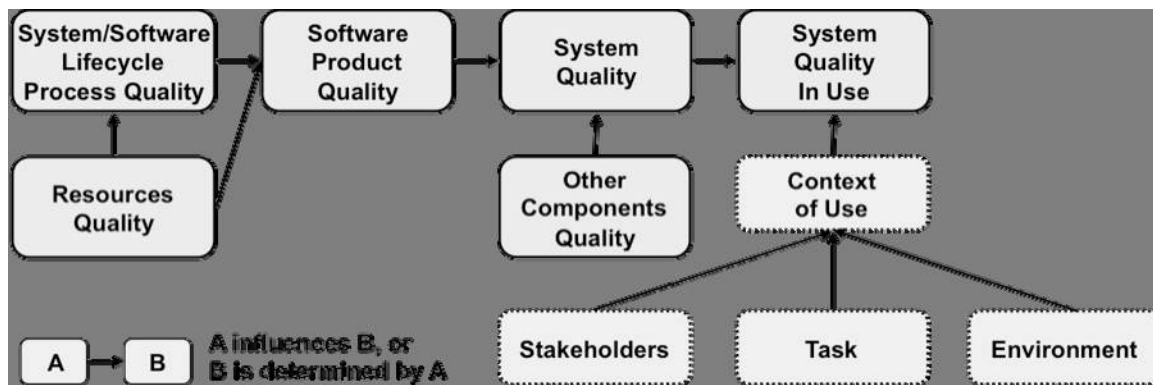 System/Software
Lifecycle
Process Quality
Software
Product
Quality
System
Quality
System
Quality
In Use
Resources
Quality
Other
Components
Quality
Context
of Use
Stakeholders
Task
Environment
A
B
A influences B, or
B is determined by A